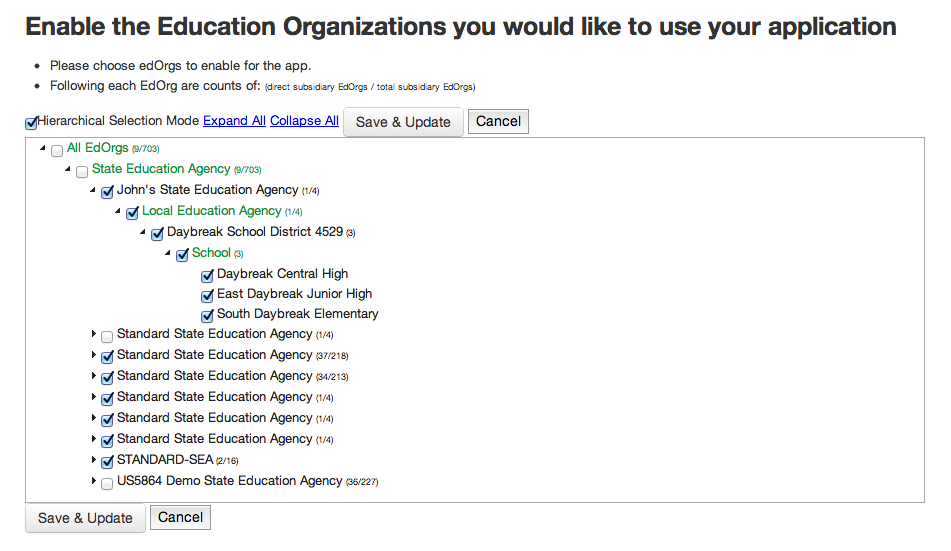 Enable the Education Organizations you would like to use your application
Please choose edOrgs to enable for the app.
Following each EdOrg are counts of: (direct subsidiary EdOrgs / total subsidiary EdOrgs)
Hierarchical Selection Mode Expand All Collapse All Save & Update Cancel
All EdOrgs (9/703)
State Education Agency (9/703)
John's State Education Agency (1/4)
Local Education Agency (1/4)
Daybreak School District 4529 (3)
School (3)
Daybreak Central High
East Daybreak Junior High
South Daybreak Elementary
Standard State Education Agency (1/4)
Standard State Education Agency (37/218)
Standard State Education Agency (34/213)
Standard State Education Agency (1/4)
Standard State Education Agency (1/4)
Standard State Education Agency (1/4)
STANDARD-SEA (2/16)
US5864 Demo State Education Agency (36/227)
Save & Update Cancel